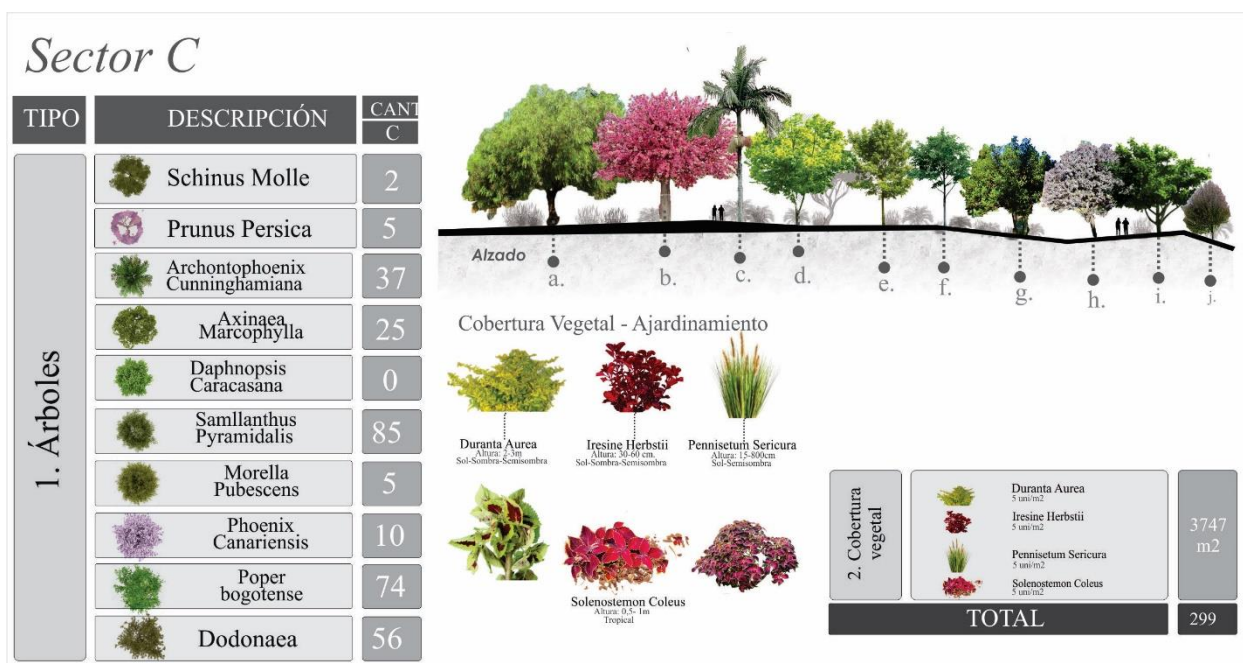 Sector C
TIPO
DESCRIPCIÓN
CANT
C
1. Árboles
Schinus Molle
2
Prunus Persica
5
Archontophoenix
Cunninghamiana
37
Axinaea
Marcophylla
25
Daphnopsis
Caracasana
0
Samllanthus
Pyramidalis
85
Morella
Pubescens
5
Phoenix
Canariensis
10
Poper
bogotense
74
Dodonaea
56
Alzado
a.
b.
c.
d.
e.
f.
g.
h.
i.
j.
Cobertura Vegetal - Ajardinamiento
Duranta Aurea
Altura: 2-3m
Sol-Sombra-Semisombra
Iresine Herbstii
Altura: 30-60 cm.
Sol-Sombra-Semisombra
Pennisetum Sericura
Altura: 15-800cm
Sol-Semisombra
Solenostemon Coleus
Altura: 0,5- 1m
Tropical
2. Cobertura
vegetal
Duranta Aurea
5 uni/m2
Iresine Herbstii
5 uni/m2
Pennisetum Sericura
5 uni/m2
Solenostemon Coleus
5 uni/m2
3747
m2
TOTAL
299